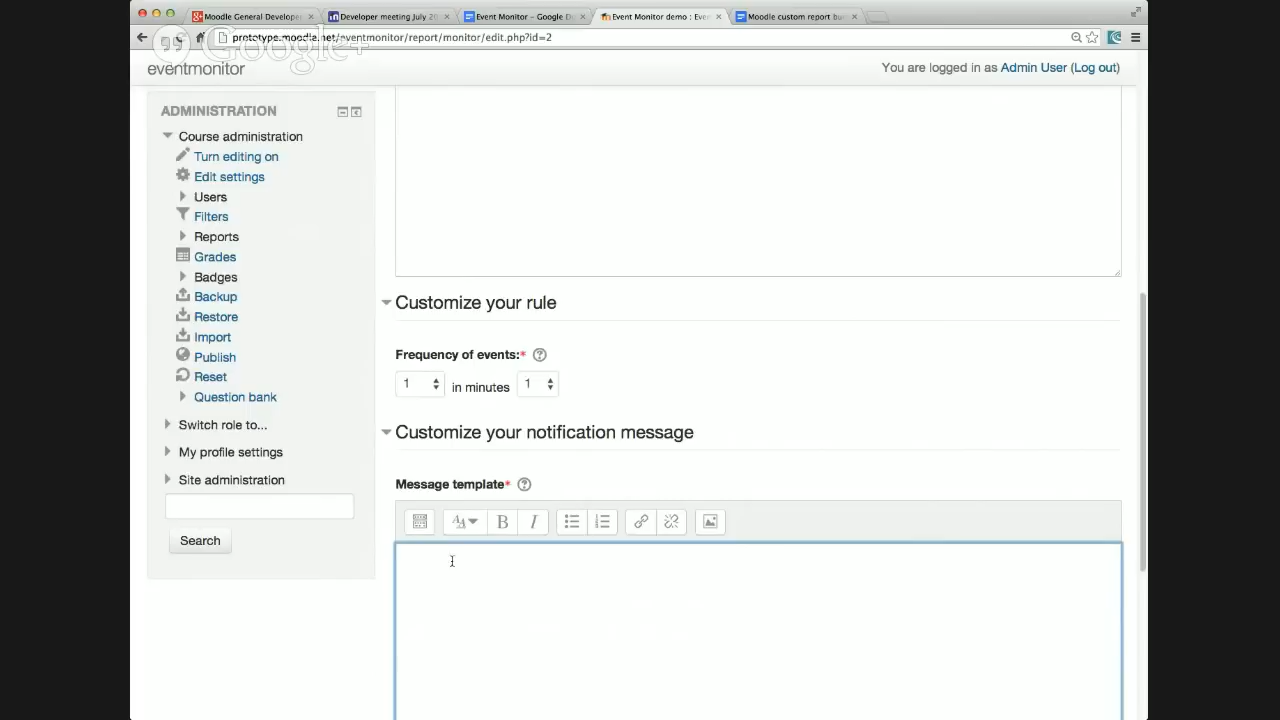 Moodle General Developer
Developer meeting July 20
Event Monitor – Google Do
Event Monitor demo : Even
Moodle custom report bu
prototype.moodle.net/eventmonitor/report/monitor/edit.php?id=2
Google+
eventmonitor
You are logged in as Admin User (Log out)
ADMINISTRATION
Course administration
Turn editing on
Edit settings
Users
Filters
Reports
Grades
Badges
Backup
Restore
Import
Publish
Reset
Question bank
Switch role to...
My profile settings
Site administration
Search
Customize your rule
Frequency of events:*
1 in minutes 1
Customize your notification message
Message template*